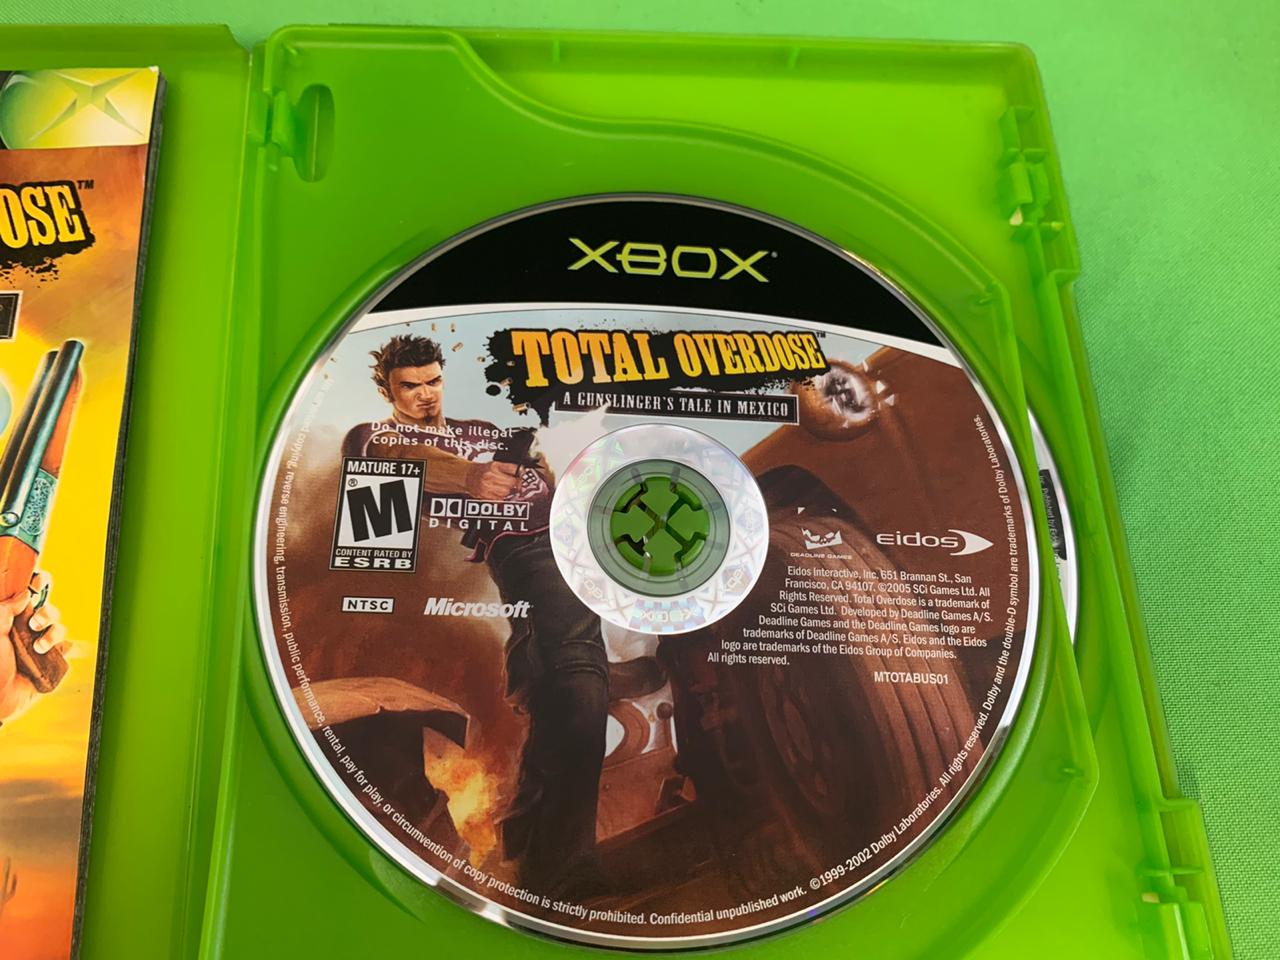 OSE™
XBOX
TOTAL OVERDOSE™
A GUNSLINGER'S TALE IN MEXICO
Do not make illegal
copies of this disc.
MATURE 17+
M
®
CONTENT RATED BY
ESRB
DOLBY
DIGITAL
NTSC
Microsoft
DEADLINE GAMES
eidos
Eidos Interactive, Inc. 651 Brannan St., San
Francisco, CA 94107. ©2005 SCi Games Ltd. All
Rights Reserved. Total Overdose is a trademark of
SCi Games Ltd. Developed by Deadline Games A/S.
Deadline Games and the Deadline Games logo are
trademarks of Deadline Games A/S. Eidos and the Eidos
logo are trademarks of the Eidos Group of Companies.
All rights reserved.
MTOTABUS01
copying, reverse engineering, transmission, public performance, rental, pay for play, or circumvention of copy protection is strictly prohibited. Confidential unpublished work. ©1999-2002 Dolby Laboratories. All rights reserved. Dolby and the double-D symbol are trademarks of Dolby Laboratories.
XBOX